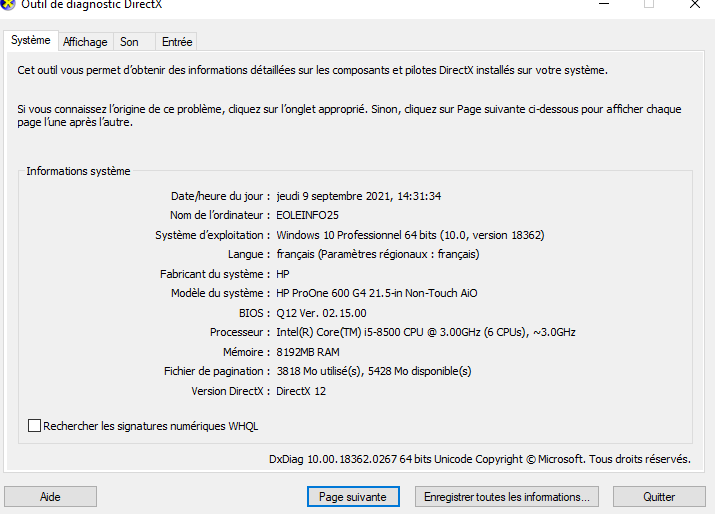 Outil de diagnostic DirectX
Système Affichage Son Entrée
Cet outil vous permet d'obtenir des informations détaillées sur les composants et pilotes DirectX installés sur votre système.
Si vous connaissez l'origine de ce problème, cliquez sur l'onglet approprié. Sinon, cliquez sur Page suivante ci-dessous pour afficher chaque
page l'une après l'autre.
Informations système
Date/heure du jour : jeudi 9 septembre 2021, 14:31:34
Nom de l'ordinateur : EOLEINFO25
Système d'exploitation : Windows 10 Professionnel 64 bits (10.0, version 18362)
Langue : français (Paramètres régionaux : français)
Fabricant du système : HP
Modèle du système : HP ProOne 600 G4 21.5-in Non-Touch AiO
BIOS : Q12 Ver. 02.15.00
Processeur : Intel(R) Core(TM) i5-8500 CPU @ 3.00GHz (6 CPUs), ~3.0GHz
Mémoire : 8192MB RAM
Fichier de pagination : 3818 Mo utilisé(s), 5428 Mo disponible(s)
Version DirectX : DirectX 12
Rechercher les signatures numériques WHQL
DxDiag 10.00.18362.0267 64 bits Unicode Copyright © Microsoft. Tous droits réservés.
Aide Page suivante Enregistrer toutes les informations... Quitter